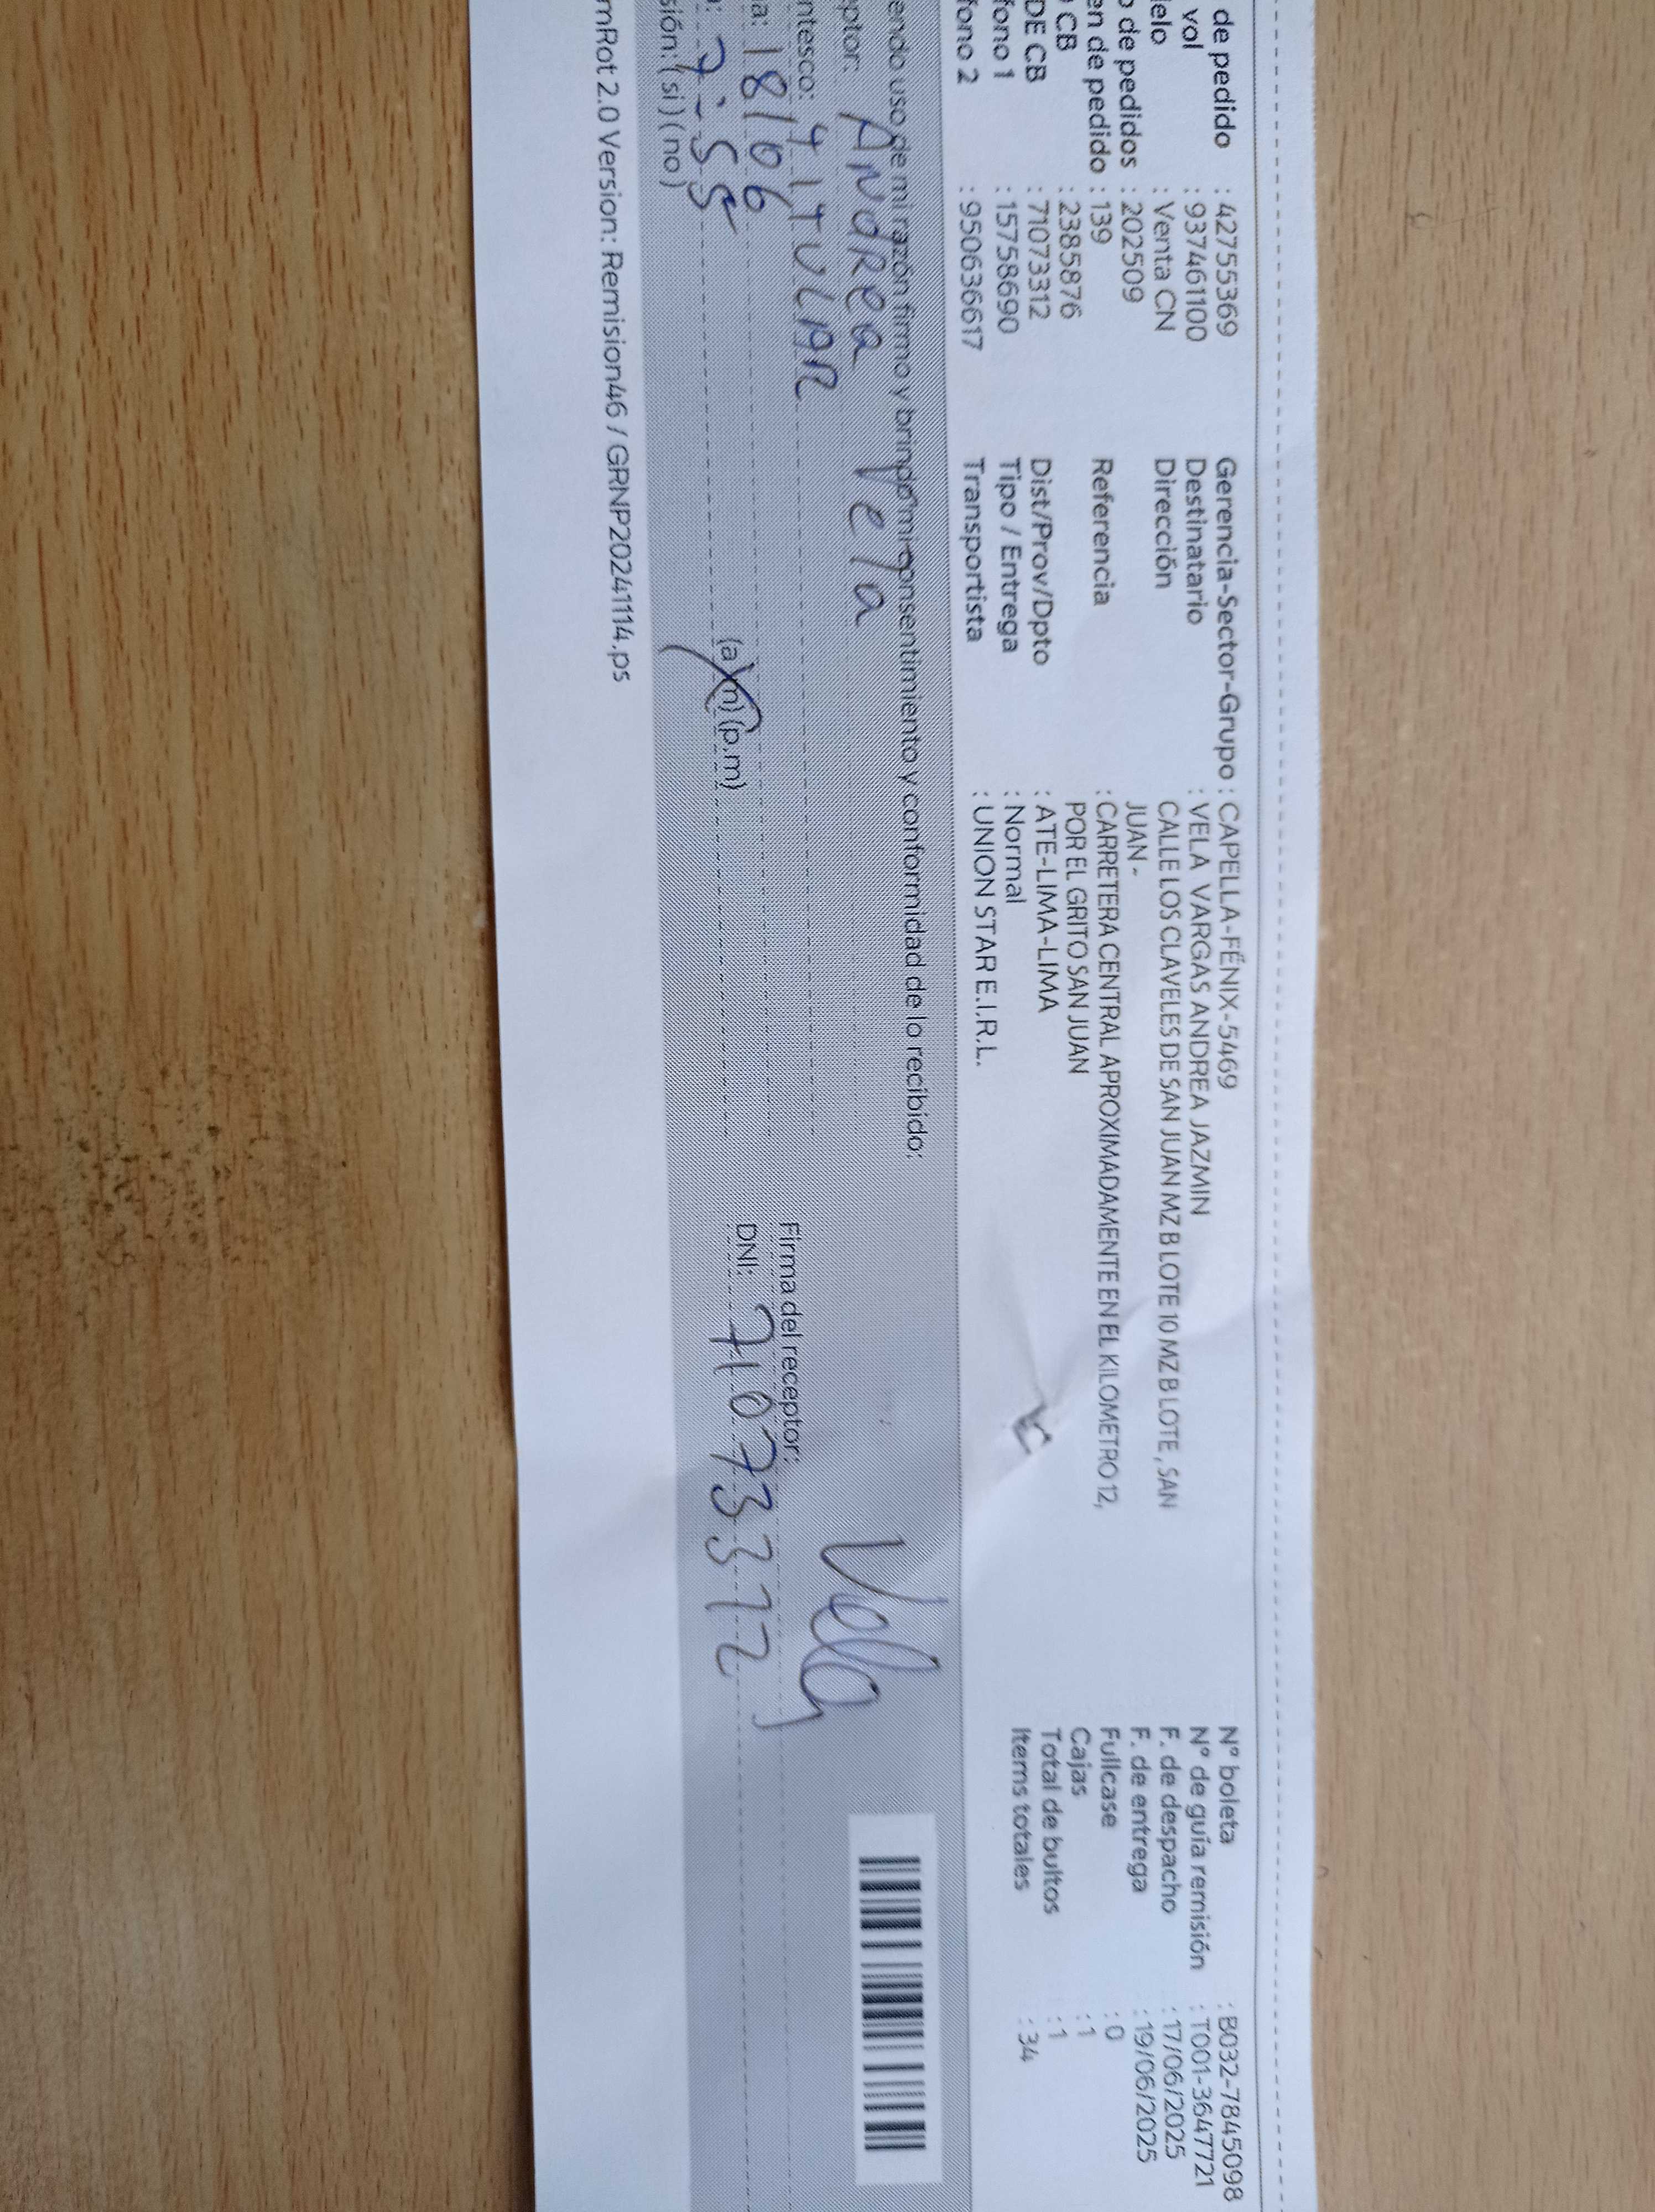 de pedido : 42755369 Gerencia-Sector-Grupo : CAPELLA-FÉNIX-5469 N° boleta : B032-7845098
vol : 937461100 Destinatario : VELA VARGAS ANDREA JAZMIN N° de guía remisión : T001-3647721
elo : Venta CN Dirección CALLE LOS CLAVELES DE SAN JUAN MZ B LOTE 10 MZ B LOTE , SAN F. de despacho : 17/06/2025
o de pedidos : 202509 JUAN - F. de entrega : 19/06/2025
en de pedido : 139 Referencia : CARRETERA CENTRAL APROXIMADAMENTE EN EL KILOMETRO 12, Fullcase : 0
CB : 2385876 POR EL GRITO SAN JUAN Cajas : 1
DE CB : 71073312 Dist/Prov/Dpto : ATE-LIMA-LIMA Total de bultos : 1
fono 1 : 15758690 Tipo / Entrega : Normal Items totales : 34
fono 2 : 950636617 Transportista : UNION STAR E.I.R.L.
endo uso de mi razón firmo y brindo mi consentimiento y conformidad de lo recibido:
eptor: Andrea Vela Vela
ntesco: TITULAR Firma del receptor:
a: 18/06 DNI: 71073312
: 7:55 (a.m) (p.m)
sión: (si) (no)
mRot 2.0 Version: Remision46 / GRNP20241114.ps